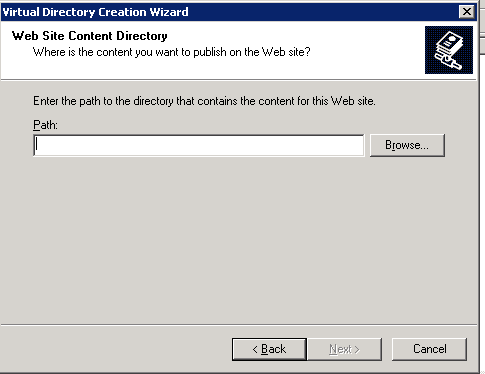 Virtual Directory Creation Wizard
Web Site Content Directory
Where is the content you want to publish on the Web site?
Enter the path to the directory that contains the content for this Web site.
Path:
Browse...
< Back
Next >
Cancel